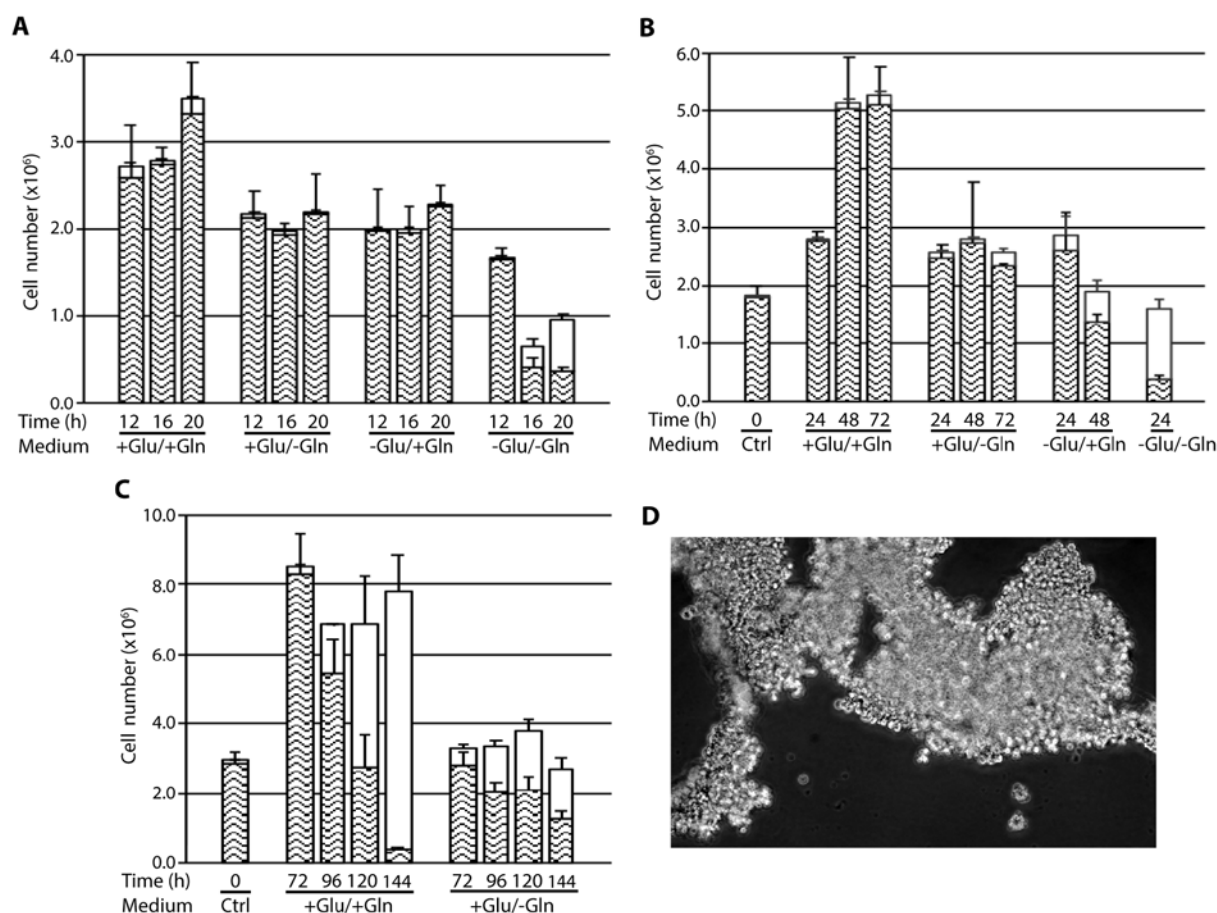 A
4.0
3.0
2.0
1.0
0.0
Cell number (x10⁶)
Time (h) 12 16 20 12 16 20 12 16 20 12 16 20
Medium +Glu/+Gln +Glu/-Gln -Glu/+Gln -Glu/-Gln
B
6.0
5.0
4.0
3.0
2.0
1.0
0.0
Cell number (x10⁶)
Time (h) 0 24 48 72 24 48 72 24 48 24
Medium Ctrl +Glu/+Gln +Glu/-Gln -Glu/+Gln -Glu/-Gln
C
10.0
8.0
6.0
4.0
2.0
0.0
Cell number (x10⁶)
Time (h) 0 72 96 120 144 72 96 120 144
Medium Ctrl +Glu/+Gln +Glu/-Gln
D